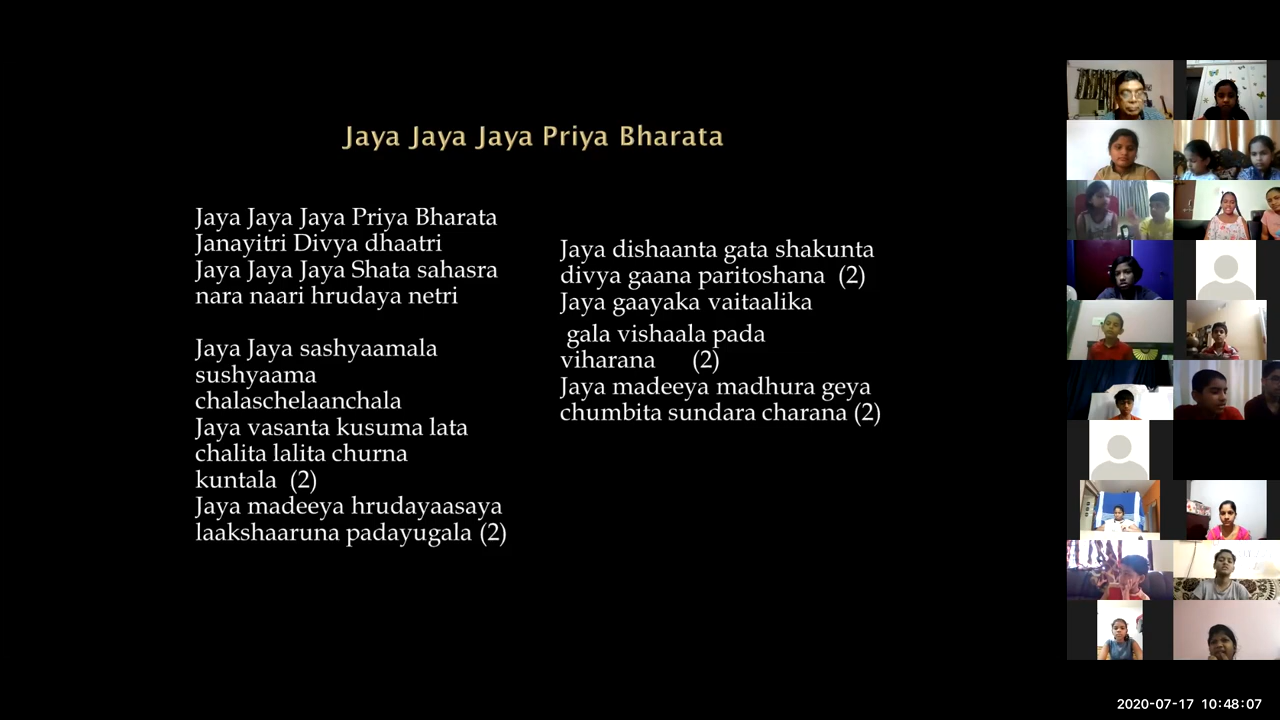 Jaya Jaya Jaya Priya Bharata
Jaya Jaya Jaya Priya Bharata
Janayitri Divya dhaatri
Jaya Jaya Jaya Shata sahasra
nara naari hrudaya netri
Jaya Jaya sashyaamala
sushyaama
chalaschelaanchala
Jaya vasanta kusuma lata
chalita lalita churna
kuntala (2)
Jaya madeeya hrudayaasaya
laakshaaruna padayugala (2)
Jaya dishaanta gata shakunta
divya gaana paritoshana (2)
Jaya gaayaka vaitaalika
gala vishaala pada
viharana (2)
Jaya madeeya madhura geya
chumbita sundara charana (2)
2020-07-17 10:48:07